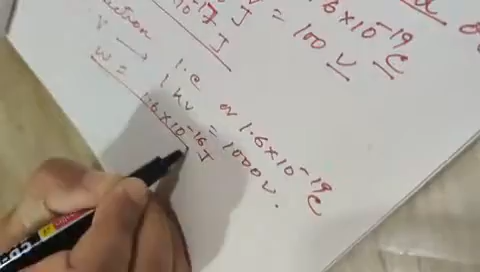 1.6×10⁻¹⁹ C
V = 100 V
10⁻¹⁷ J
V → 1.e or 1.6×10⁻¹⁹ C
1 kV = 1000 V.
W = 1.6×10⁻¹⁶ J